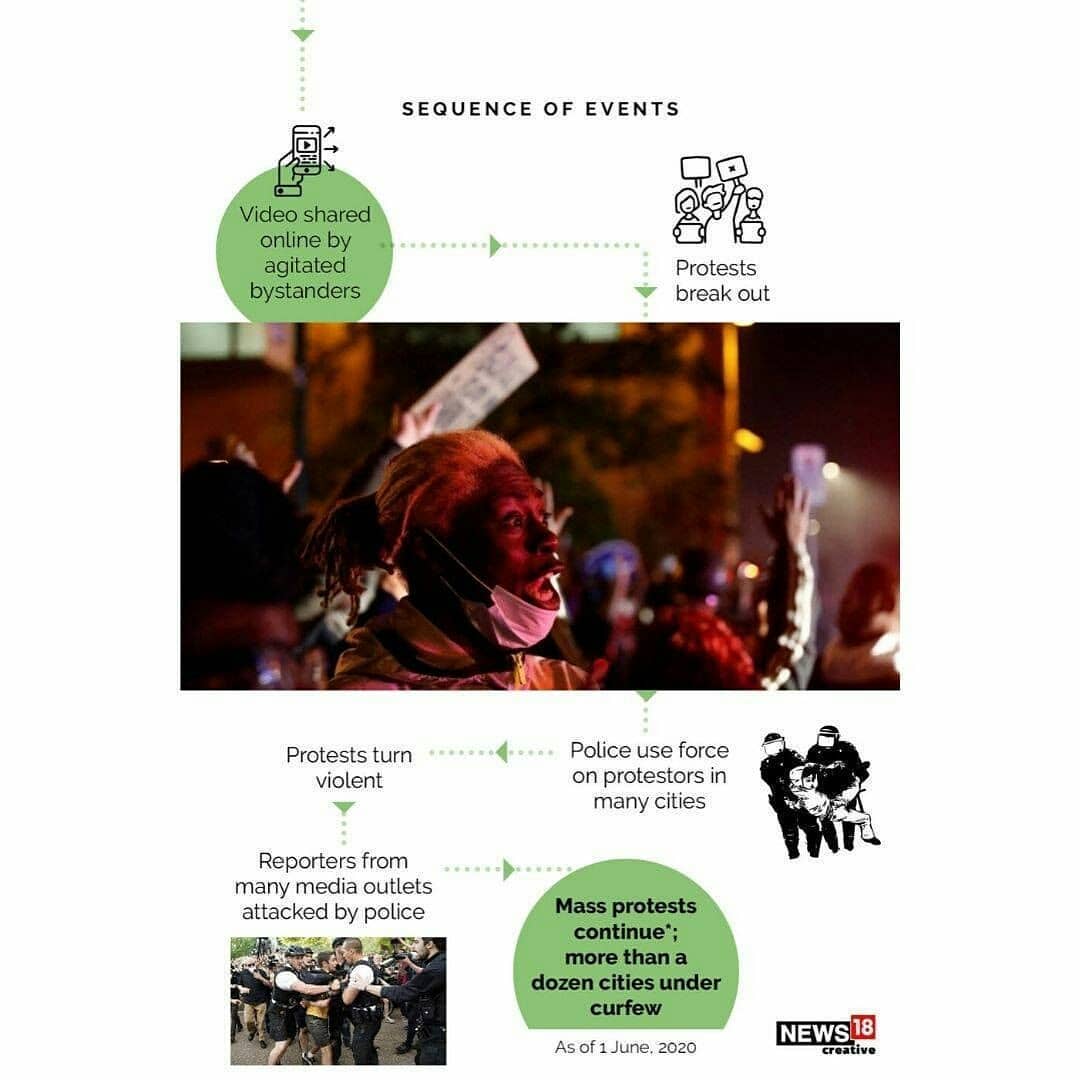 SEQUENCE OF EVENTS
Video shared
online by
agitated
bystanders
Protests
break out
Police use force
on protestors in
many cities
Protests turn
violent
Reporters from
many media outlets
attacked by police
Mass protests
continue*;
more than a
dozen cities under
curfew
As of 1 June, 2020
NEWS18
creative